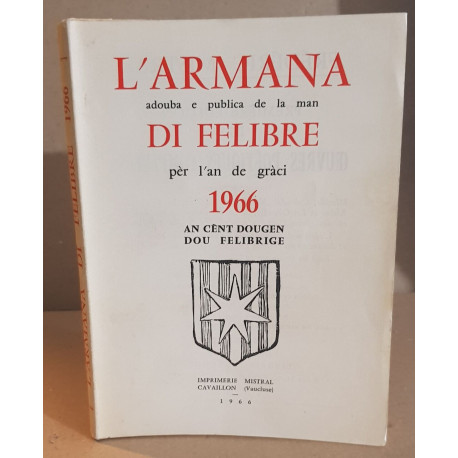 L'ARMANA
adouba e publica de la man
DI FELIBRE
pèr l'an de gràci
1966
AN CÈNT DOUGEN
DOU FELIBRIGE
IMPRIMERIE MISTRAL
CAVAILLON (Vaucluse)
—
1966
L'ARMANA DI FELIBRE 1966